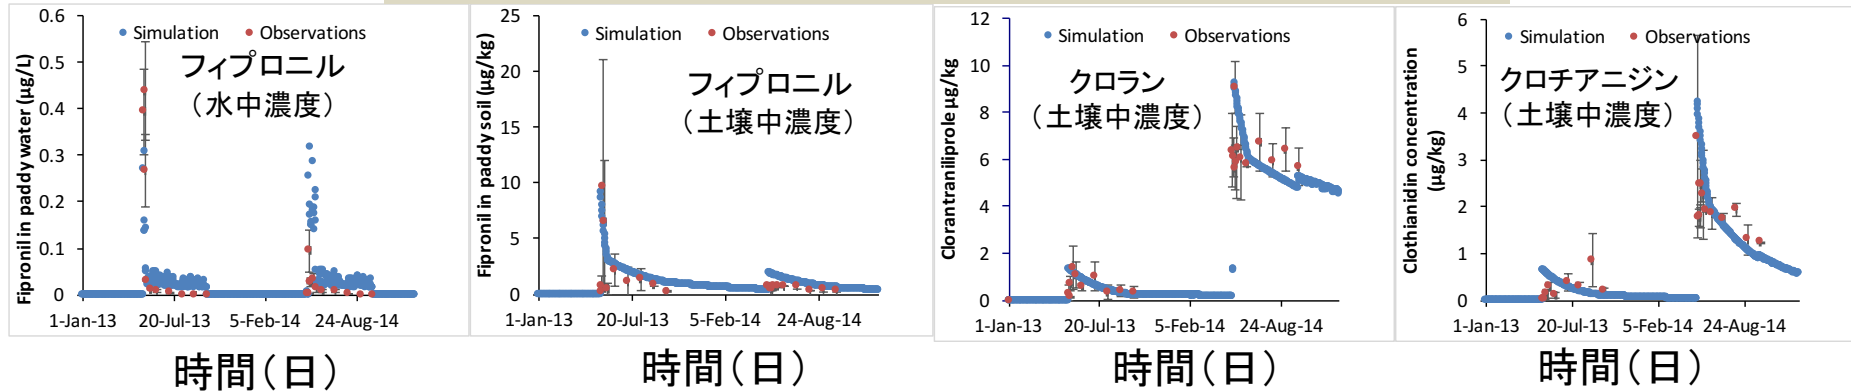 Fipronil in paddy water (µg/L)
0.6
0.5
0.4
0.3
0.2
0.1
0
Simulation
Observations
フィプロニル
（水中濃度）
1-Jan-13
20-Jul-13
5-Feb-14
24-Aug-14
時間（日）
Fipronil in paddy soil (µg/kg)
25
20
15
10
5
0
Simulation
Observations
フィプロニル
（土壌中濃度）
1-Jan-13
20-Jul-13
5-Feb-14
24-Aug-14
時間（日）
Clorantraniliprole µg/kg
12
10
8
6
4
2
0
Simulation
Observations
クロラン
（土壌中濃度）
1-Jan-13
20-Jul-13
5-Feb-14
24-Aug-14
時間（日）
Clothianidin concentration
(µg/kg)
6
5
4
3
2
1
0
Simulation
Observations
クロチアニジン
（土壌中濃度）
1-Jan-13
20-Jul-13
5-Feb-14
24-Aug-14
時間（日）